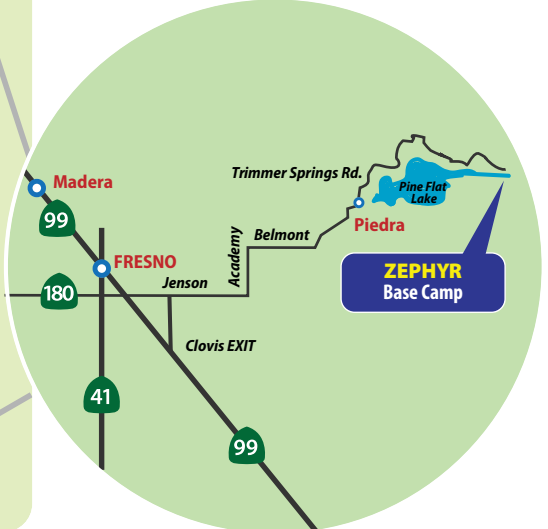 Trimmer Springs Rd.
Madera
Pine Flat
Lake
99
Piedra
Academy
Belmont
FRESNO
ZEPHYR
Base Camp
Jenson
180
Clovis EXIT
41
99